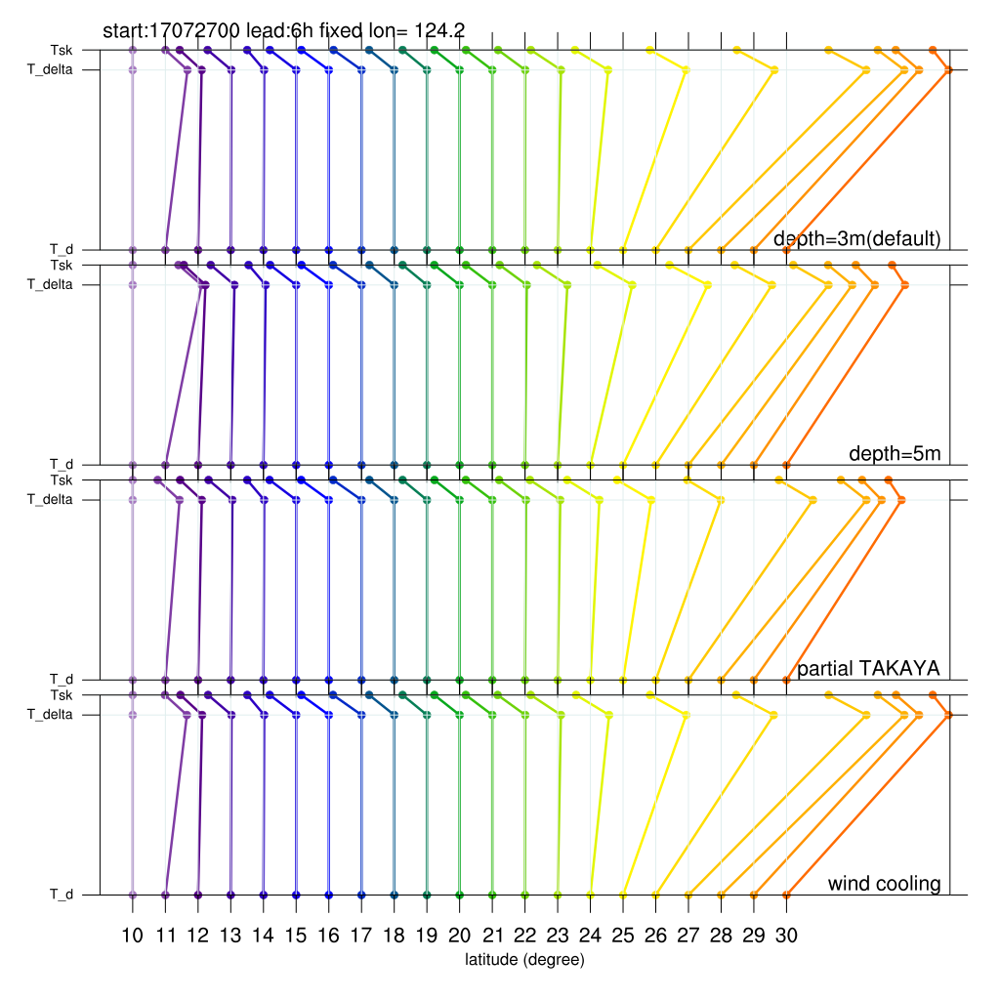 start:17072700 lead:6h fixed lon= 124.2
Tsk
T_delta
depth=3m(default)
T_d
Tsk
T_delta
depth=5m
T_d
Tsk
T_delta
partial TAKAYA
T_d
Tsk
T_delta
wind cooling
T_d
10 11 12 13 14 15 16 17 18 19 20 21 22 23 24 25 26 27 28 29 30
latitude (degree)